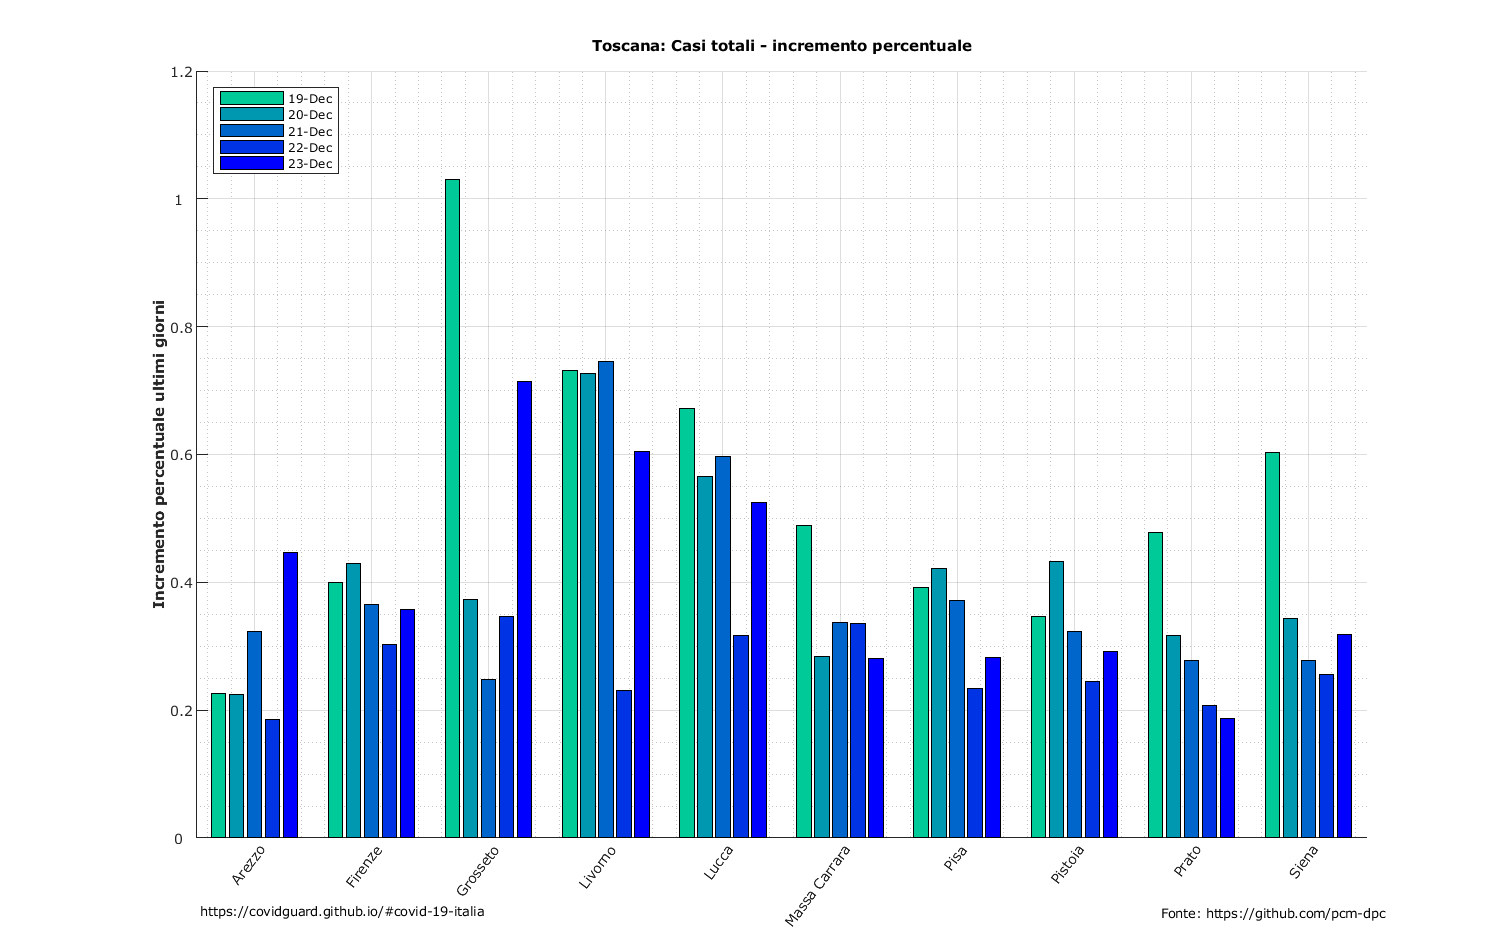 Toscana: Casi totali - incremento percentuale
Incremento percentuale ultimi giorni
1.2
1
0.8
0.6
0.4
0.2
0
19-Dec
20-Dec
21-Dec
22-Dec
23-Dec
Arezzo
Firenze
Grosseto
Livorno
Lucca
Massa Carrara
Pisa
Pistoia
Prato
Siena
https://covidguard.github.io/#covid-19-italia
Fonte: https://github.com/pcm-dpc